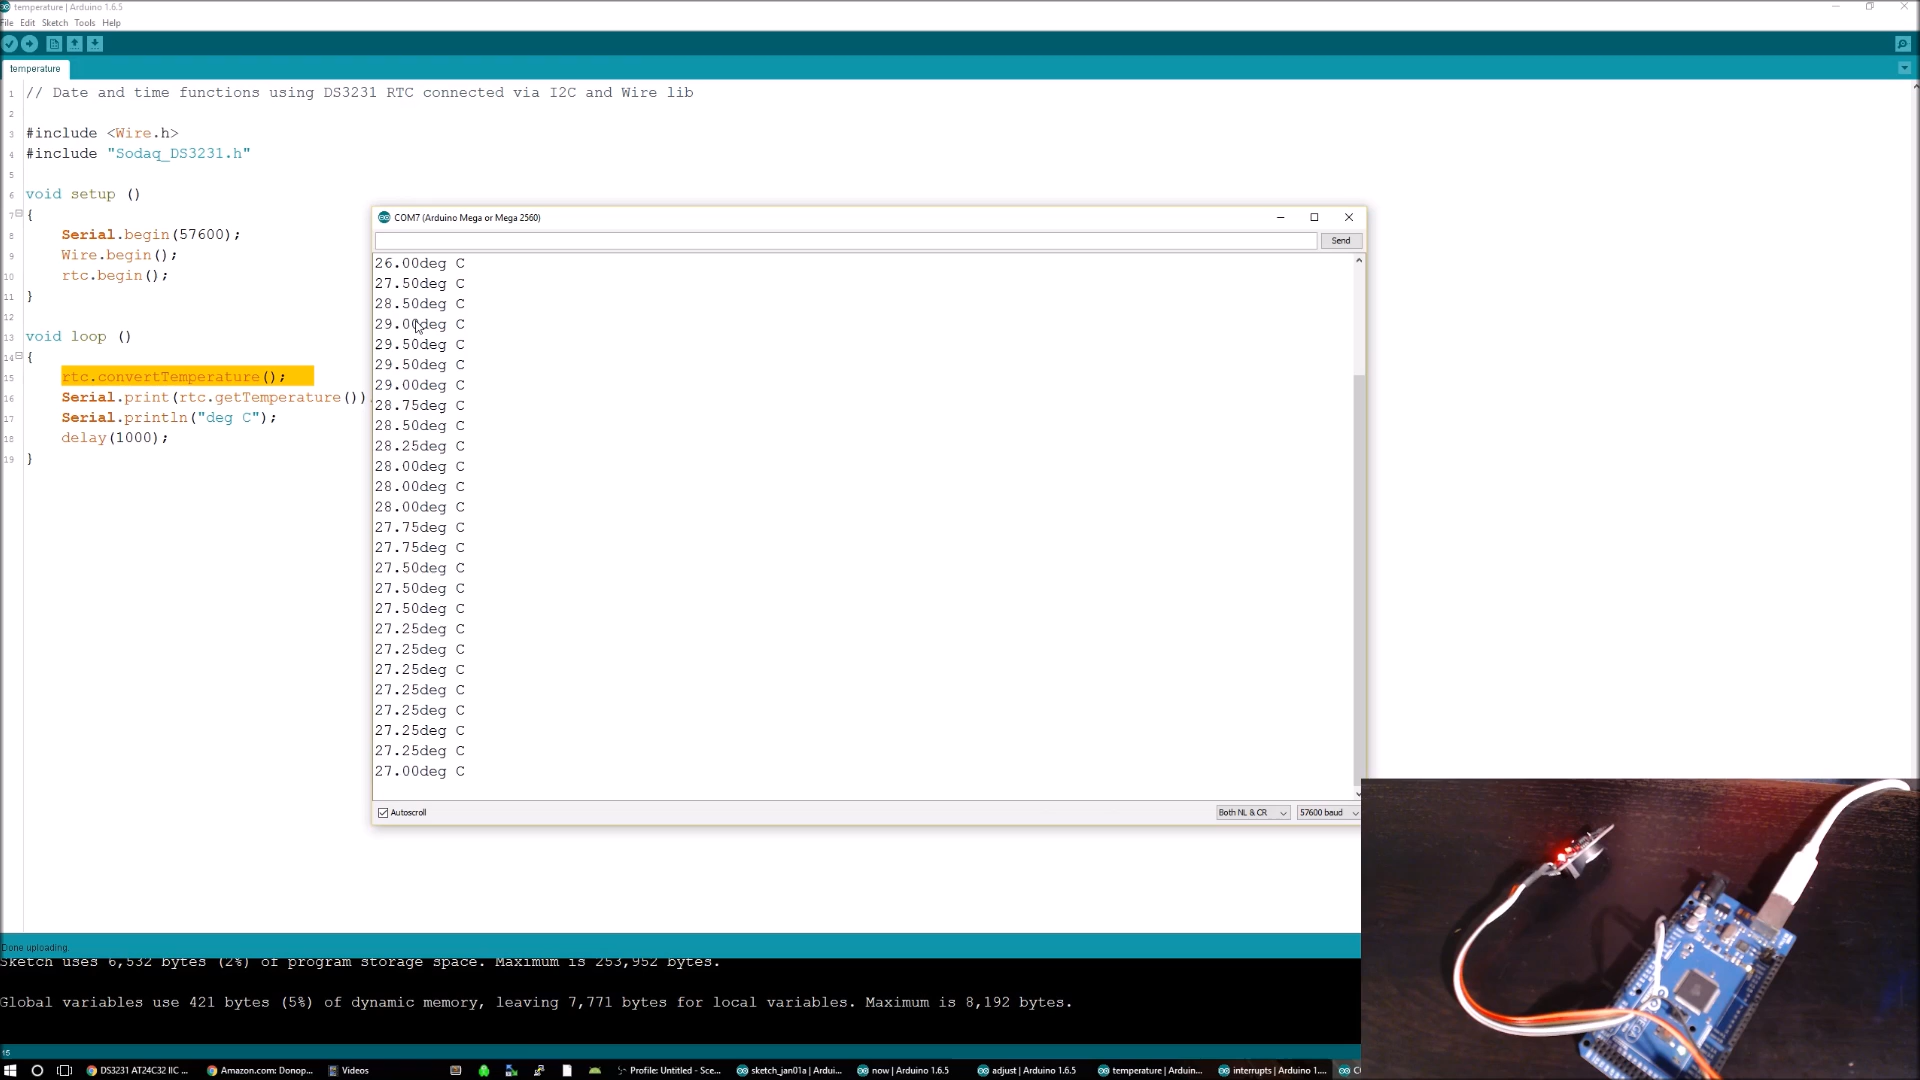 temperature | Arduino 1.6.5
File Edit Sketch Tools Help
temperature
1 // Date and time functions using DS3231 RTC connected via I2C and Wire lib
2
3 #include <Wire.h>
4 #include "Sodaq_DS3231.h"
5
6 void setup ()
7 {
8 Serial.begin(57600);
9 Wire.begin();
10 rtc.begin();
11 }
12
13 void loop ()
14 {
15 rtc.convertTemperature();
16 Serial.print(rtc.getTemperature())
17 Serial.println("deg C");
18 delay(1000);
19 }
COM7 (Arduino Mega or Mega 2560)
Send
26.00deg C
27.50deg C
28.50deg C
29.00deg C
29.50deg C
29.50deg C
29.00deg C
28.75deg C
28.50deg C
28.25deg C
28.00deg C
28.00deg C
28.00deg C
27.75deg C
27.75deg C
27.50deg C
27.50deg C
27.50deg C
27.25deg C
27.25deg C
27.25deg C
27.25deg C
27.25deg C
27.25deg C
27.25deg C
27.00deg C
Autoscroll Both NL & CR 57600 baud
Done uploading.
Sketch uses 6,532 bytes (2%) of program storage space. Maximum is 253,952 bytes.
Global variables use 421 bytes (5%) of dynamic memory, leaving 7,771 bytes for local variables. Maximum is 8,192 bytes.
15
DS3231 AT24C32 IIC ... Amazon.com: Donop... Videos Profile: Untitled - Sce... sketch_jan01a | Ardui... now | Arduino 1.6.5 adjust | Arduino 1.6.5 temperature | Arduin... interrupts | Arduino 1....